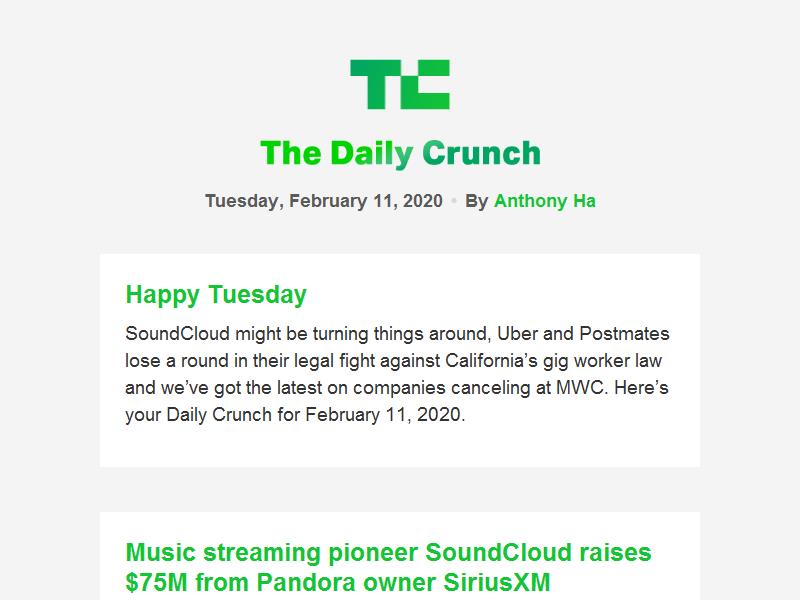 TC
The Daily Crunch
Tuesday, February 11, 2020 • By Anthony Ha
Happy Tuesday
SoundCloud might be turning things around, Uber and Postmates
lose a round in their legal fight against California’s gig worker law
and we’ve got the latest on companies canceling at MWC. Here’s
your Daily Crunch for February 11, 2020.
Music streaming pioneer SoundCloud raises
$75M from Pandora owner SiriusXM